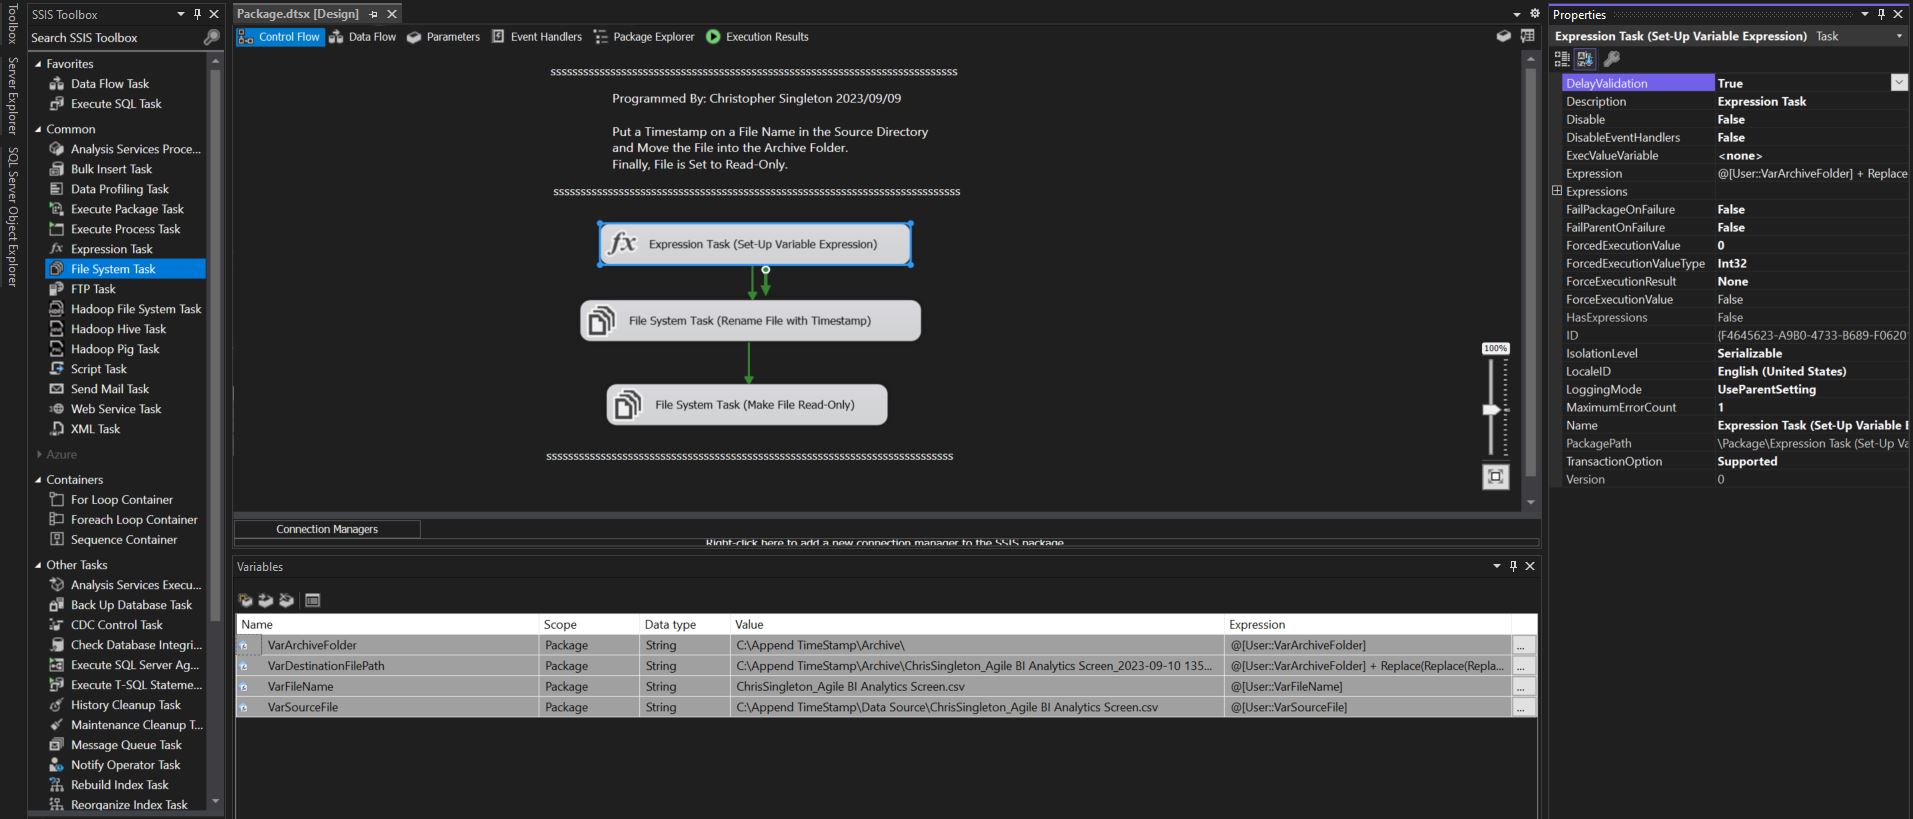 Toolbox
Server Explorer
SQL Server Object Explorer
SSIS Toolbox
Search SSIS Toolbox
Favorites
Data Flow Task
Execute SQL Task
Common
Analysis Services Proce...
Bulk Insert Task
Data Profiling Task
Execute Package Task
Execute Process Task
Expression Task
File System Task
FTP Task
Hadoop File System Task
Hadoop Hive Task
Hadoop Pig Task
Script Task
Send Mail Task
Web Service Task
XML Task
Azure
Containers
For Loop Container
Foreach Loop Container
Sequence Container
Other Tasks
Analysis Services Execu...
Back Up Database Task
CDC Control Task
Check Database Integri...
Execute SQL Server Ag...
Execute T-SQL Stateme...
History Cleanup Task
Maintenance Cleanup T...
Message Queue Task
Notify Operator Task
Rebuild Index Task
Reorganize Index Task
Package.dtsx [Design]
Control Flow Data Flow Parameters Event Handlers Package Explorer Execution Results
Programmed By: Christopher Singleton 2023/09/09
Put a Timestamp on a File Name in the Source Directory
and Move the File into the Archive Folder.
Finally, File is Set to Read-Only.
fx Expression Task (Set-Up Variable Expression)
File System Task (Rename File with Timestamp)
File System Task (Make File Read-Only)
100%
Connection Managers
Right-click here to add a new connection manager to the SSIS package.
Variables
Name Scope Data type Value Expression
VarArchiveFolder Package String C:\Append TimeStamp\Archive\ @[User::VarArchiveFolder] ...
VarDestinationFilePath Package String C:\Append TimeStamp\Archive\ChrisSingleton_Agile BI Analytics Screen_2023-09-10 135... @[User::VarArchiveFolder] + Replace(Replace(Repla... ...
VarFileName Package String ChrisSingleton_Agile BI Analytics Screen.csv @[User::VarFileName] ...
VarSourceFile Package String C:\Append TimeStamp\Data Source\ChrisSingleton_Agile BI Analytics Screen.csv @[User::VarSourceFile] ...
Properties
Expression Task (Set-Up Variable Expression) Task
DelayValidation True
Description Expression Task
Disable False
DisableEventHandlers False
ExecValueVariable <none>
Expression @[User::VarArchiveFolder] + Replace
Expressions
FailPackageOnFailure False
FailParentOnFailure False
ForcedExecutionValue 0
ForcedExecutionValueType Int32
ForceExecutionResult None
ForceExecutionValue False
HasExpressions False
ID {F4645623-A9B0-4733-B689-F0620
IsolationLevel Serializable
LocaleID English (United States)
LoggingMode UseParentSetting
MaximumErrorCount 1
Name Expression Task (Set-Up Variable
PackagePath \Package\Expression Task (Set-Up Va
TransactionOption Supported
Version 0